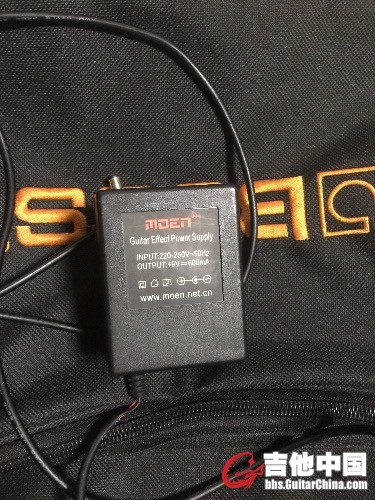 MOEN
Guitar Effect Power Supply
INPUT:220-250V~50Hz
OUTPUT:+9V⎓600mA
www.moen.net.cn
吉他中国
bbs.GuitarChina.com